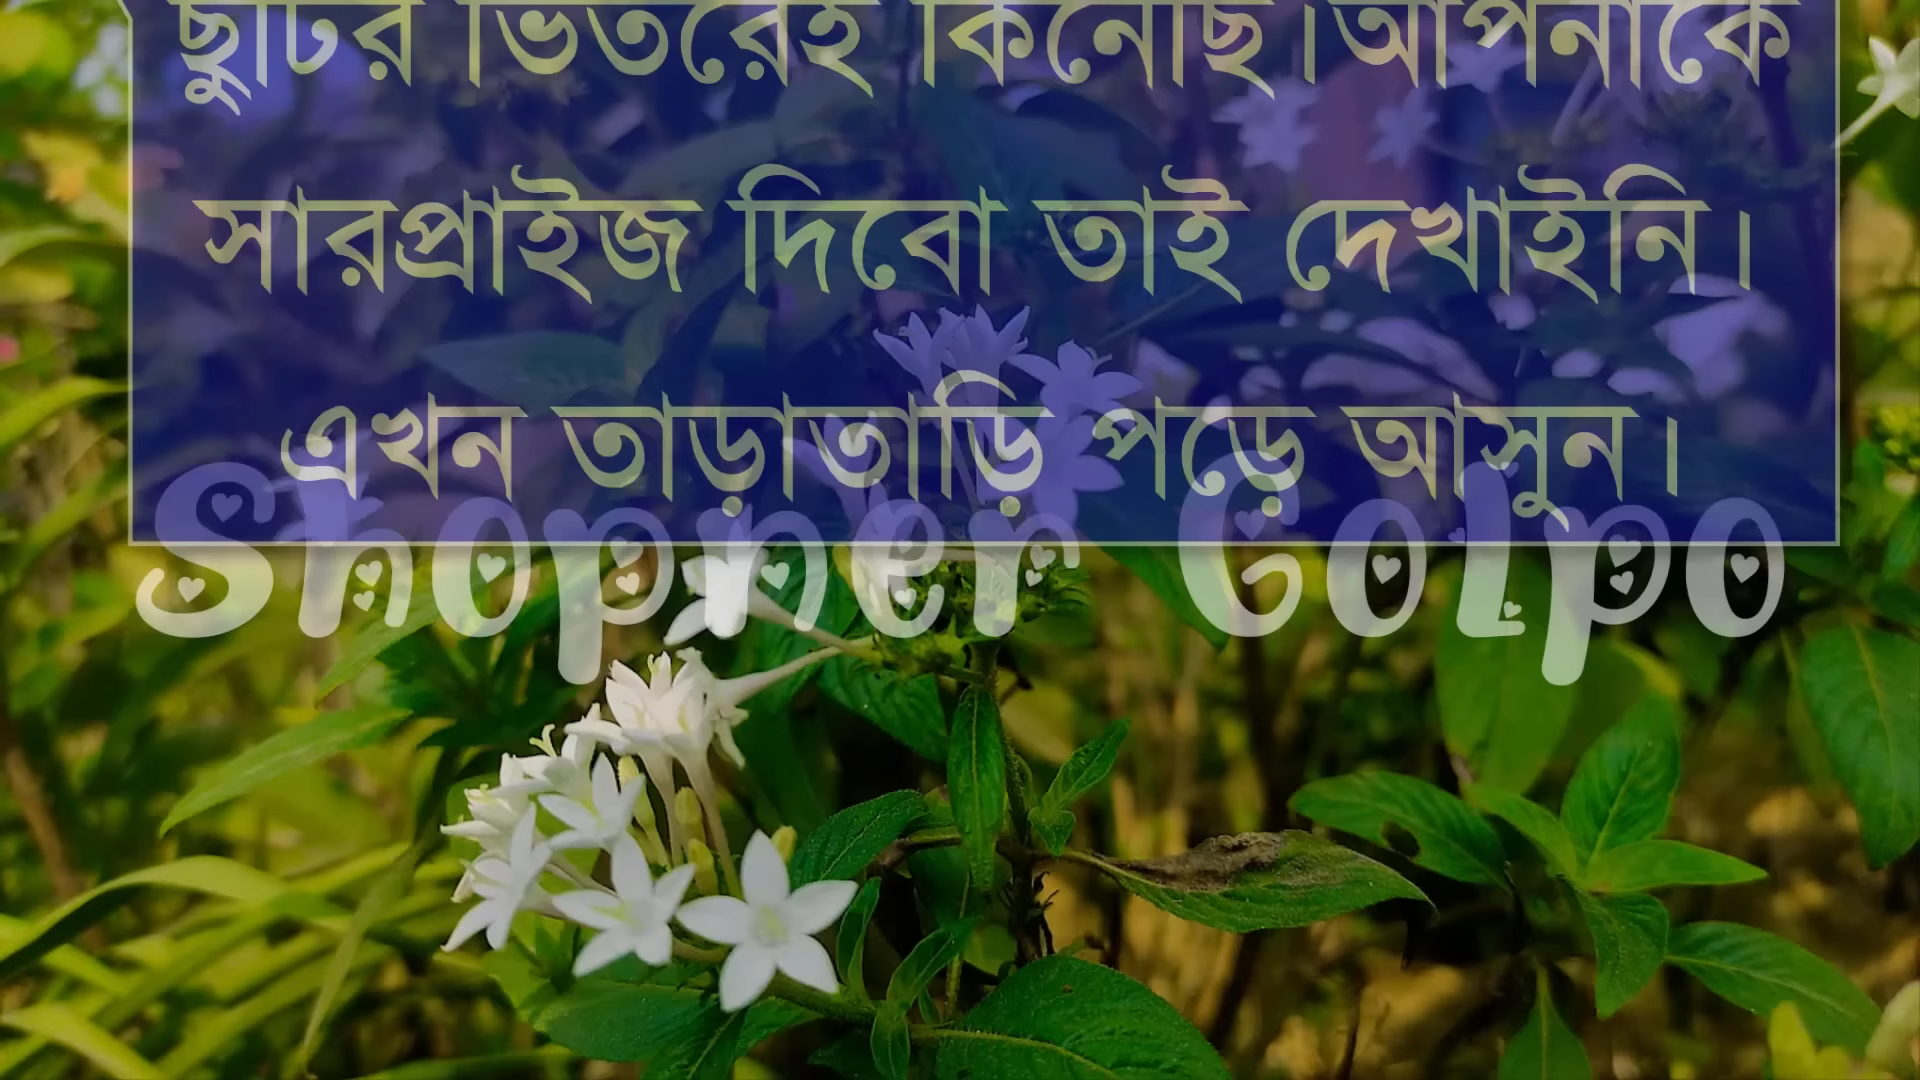 ছুটির ভিতরেই কিনেছি।আপনাকে
সারপ্রাইজ দিবো তাই দেখাইনি।
এখন তাড়াতাড়ি পড়ে আসুন।
Shopner Golpo